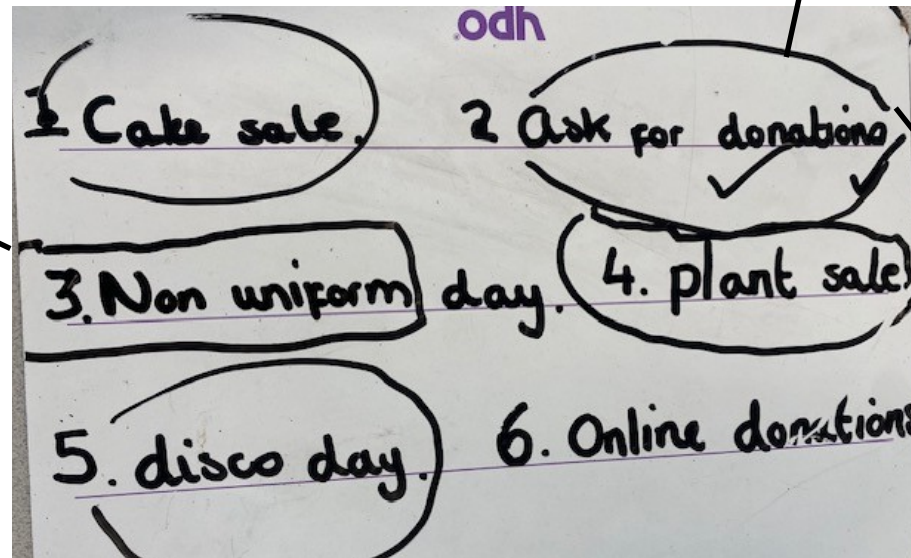 odh
1 Cake sale.
2 Ask for donations
3. Non uniform day.
4. plant sale
5. disco day.
6. Online donations